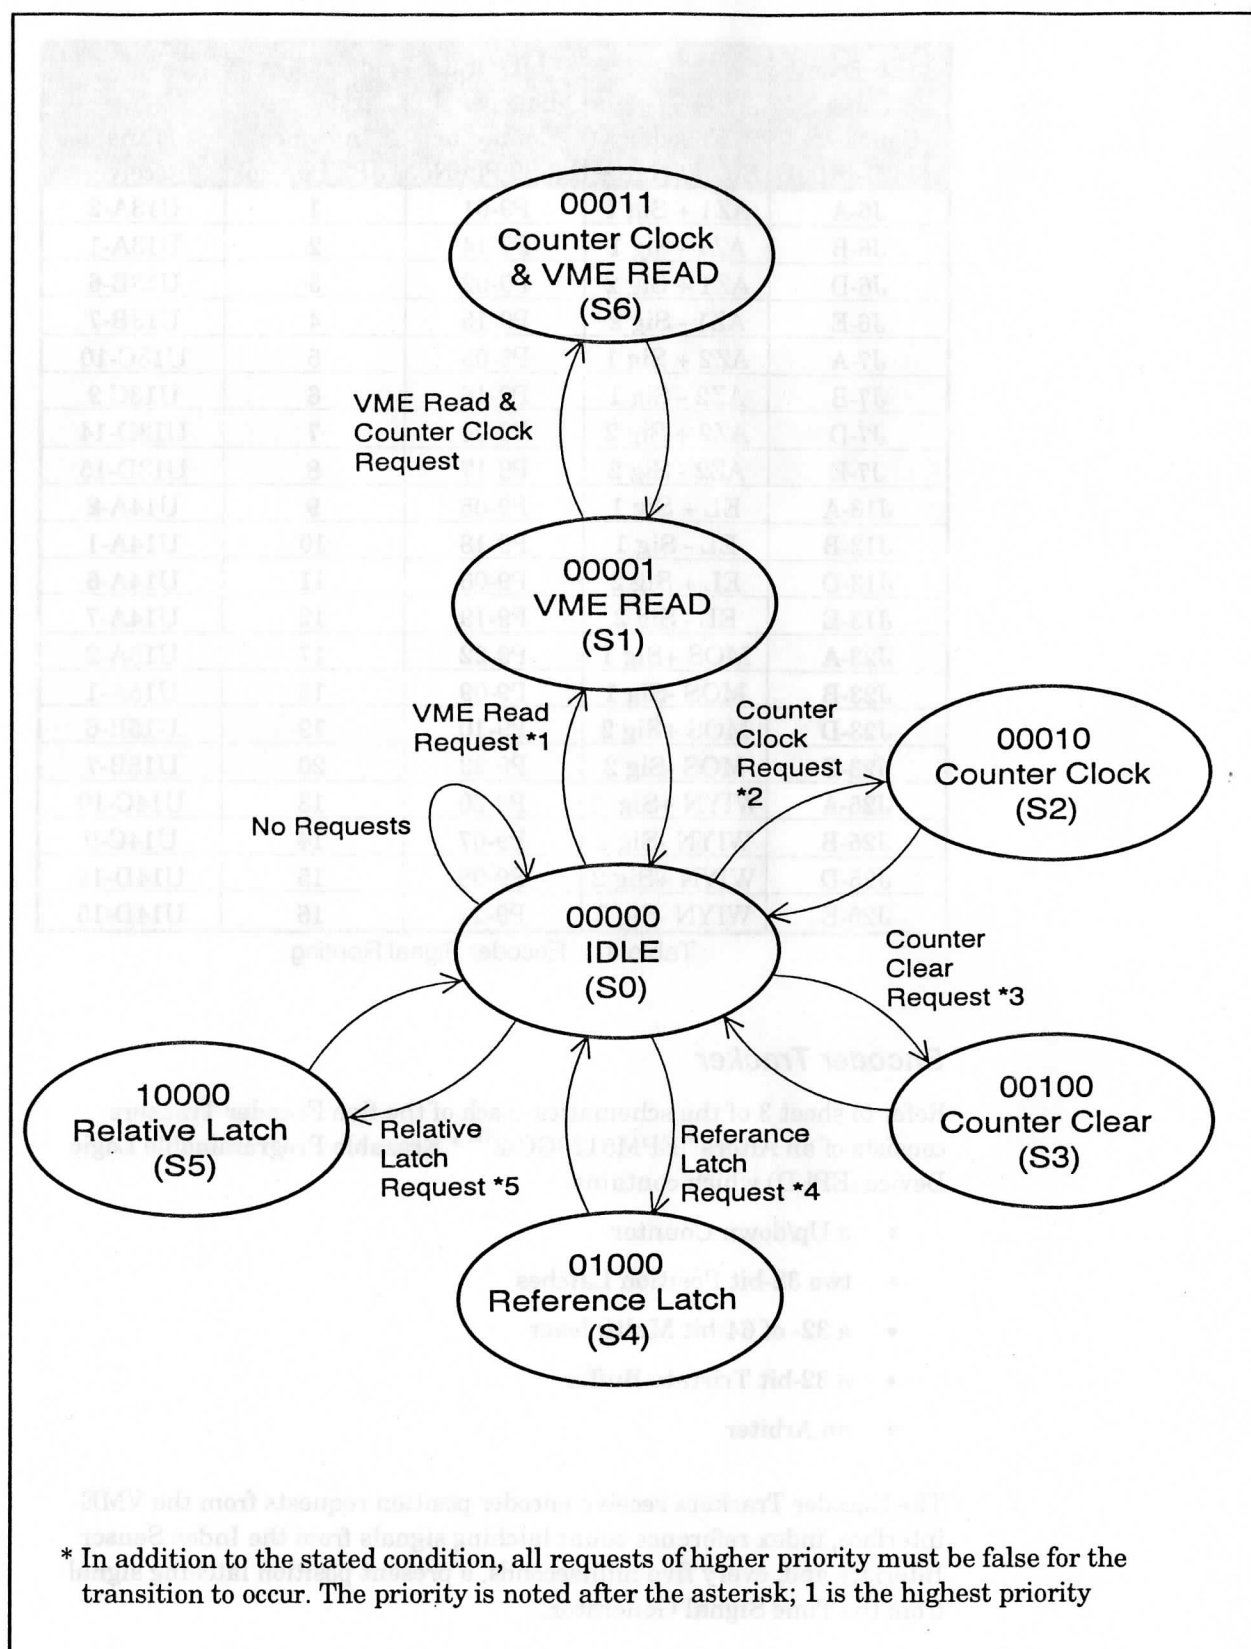 00011
Counter Clock
& VME READ
(S6)
VME Read &
Counter Clock
Request
00001
VME READ
(S1)
VME Read
Request *1
Counter
Clock
Request
*2
00010
Counter Clock
(S2)
No Requests
00000
IDLE
(S0)
Counter
Clear
Request *3
10000
Relative Latch
(S5)
Relative
Latch
Request *5
Referance
Latch
Request *4
00100
Counter Clear
(S3)
01000
Reference Latch
(S4)
* In addition to the stated condition, all requests of higher priority must be false for the
transition to occur. The priority is noted after the asterisk; 1 is the highest priority